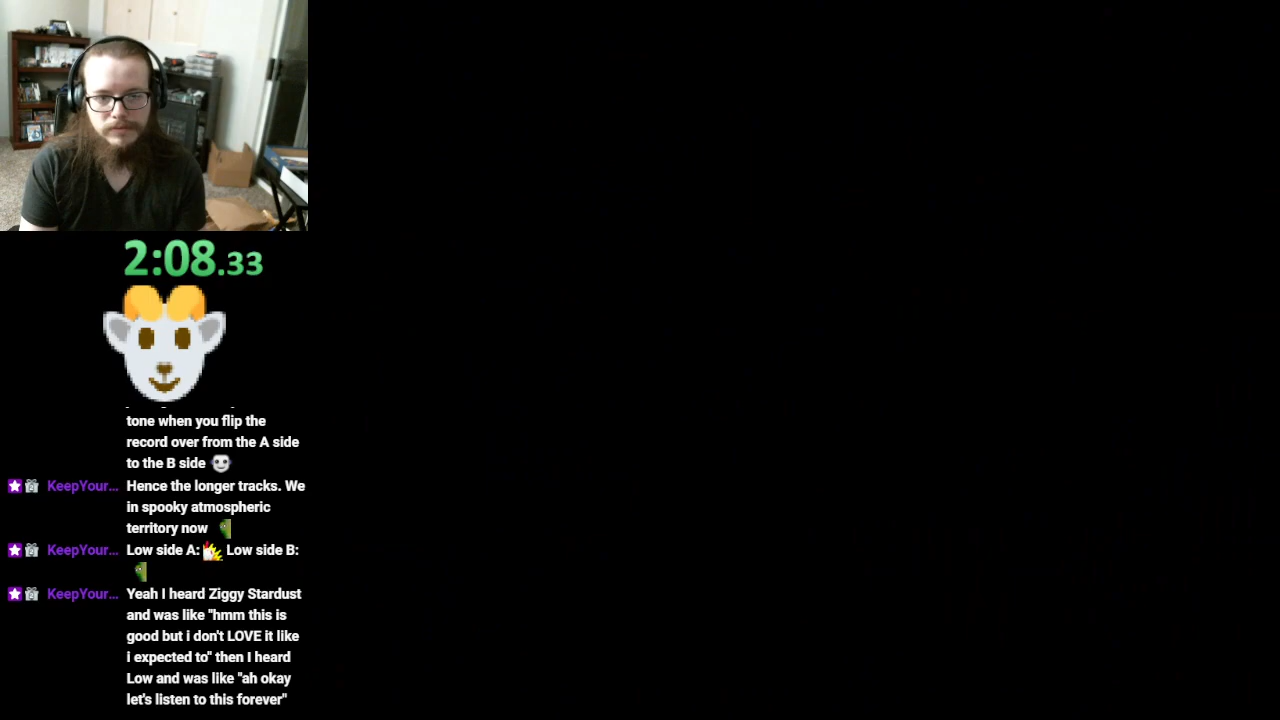 2:08.33
tone when you flip the
record over from the A side
to the B side
KeepYour... Hence the longer tracks. We
in spooky atmospheric
territory now
KeepYour... Low side A: Low side B:
KeepYour... Yeah I heard Ziggy Stardust
and was like "hmm this is
good but i don't LOVE it like
i expected to" then I heard
Low and was like "ah okay
let's listen to this forever"